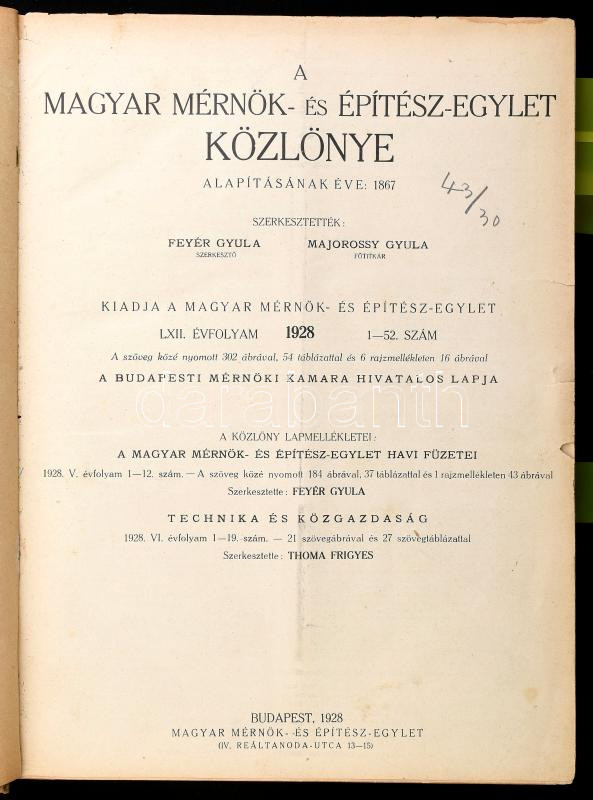 A
MAGYAR MÉRNÖK- ÉS ÉPÍTÉSZ-EGYLET
KÖZLÖNYE
ALAPÍTÁSÁNAK ÉVE: 1867
43/30
SZERKESZTETTÉK:
FEYÉR GYULA MAJOROSSY GYULA
SZERKESZTŐ FŐTITKÁR
KIADJA A MAGYAR MÉRNÖK- ÉS ÉPÍTÉSZ-EGYLET
LXII. ÉVFOLYAM 1928 1—52. SZÁM
A szöveg közé nyomott 302 ábrával, 54 táblázattal és 6 rajzmellékleten 16 ábrával
A BUDAPESTI MÉRNÖKI KAMARA HIVATALOS LAPJA
darabanth
A KÖZLÖNY LAPMELLÉKLETEI:
A MAGYAR MÉRNÖK- ÉS ÉPÍTÉSZ-EGYLET HAVI FÜZETEI
1928. V. évfolyam 1—12. szám. — A szöveg közé nyomott 184 ábrával, 37 táblázattal és 1 rajzmellékleten 43 ábrával
Szerkesztette: FEYÉR GYULA
TECHNIKA ÉS KÖZGAZDASÁG
1928. VI. évfolyam 1—19. szám. — 21 szövegábrával és 27 szövegtáblázattal
Szerkesztette: THOMA FRIGYES
BUDAPEST, 1928
MAGYAR MÉRNÖK- ÉS ÉPÍTÉSZ-EGYLET
(IV. REÁLTANODA-UTCA 13—15)